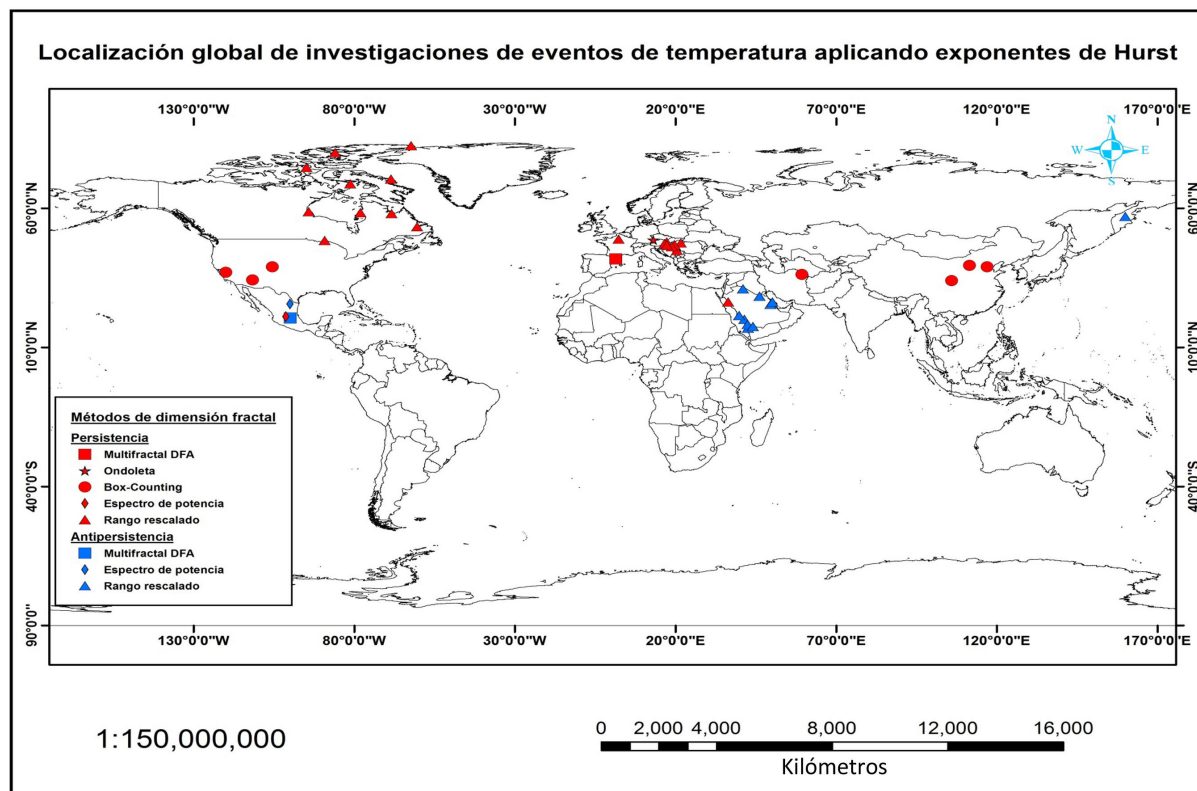 Localización global de investigaciones de eventos de temperatura aplicando exponentes de Hurst
130°0'0"W 80°0'0"W 30°0'0"W 20°0'0"E 70°0'0"E 120°0'0"E 170°0'0"E
N
W E
S
60°0'0"N 60°0'0"N
10°0'0"N 10°0'0"N
40°0'0"S 40°0'0"S
90°0'0" 90°0'0"
Métodos de dimensión fractal
Persistencia
Multifractal DFA
Ondoleta
Box-Counting
Espectro de potencia
Rango rescalado
Antipersistencia
Multifractal DFA
Espectro de potencia
Rango rescalado
130°0'0"W 80°0'0"W 30°0'0"W 20°0'0"E 70°0'0"E 120°0'0"E 170°0'0"E
1:150,000,000
0 2,000 4,000 8,000 12,000 16,000
Kilómetros